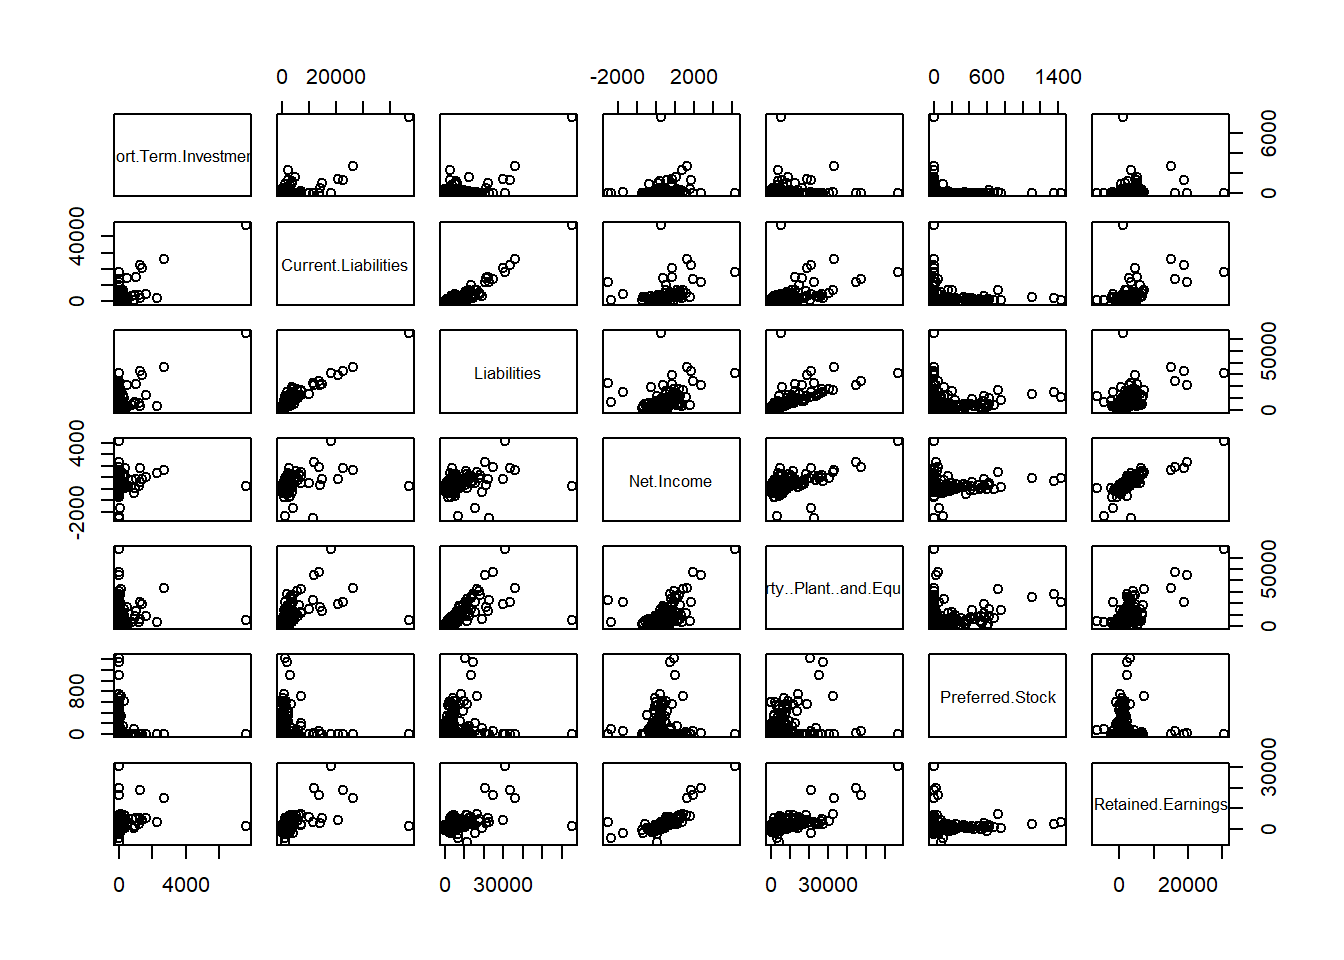 0 20000 -2000 2000 0 600 1400
ort.Term.Investmen
0 6000
0 40000
Current.Liabilities
Liabilities
0 50000
-2000 4000
Net.Income
rty..Plant..and.Equ
0 50000
0 800
Preferred.Stock
Retained.Earnings
0 30000
0 4000 0 30000 0 30000 0 20000